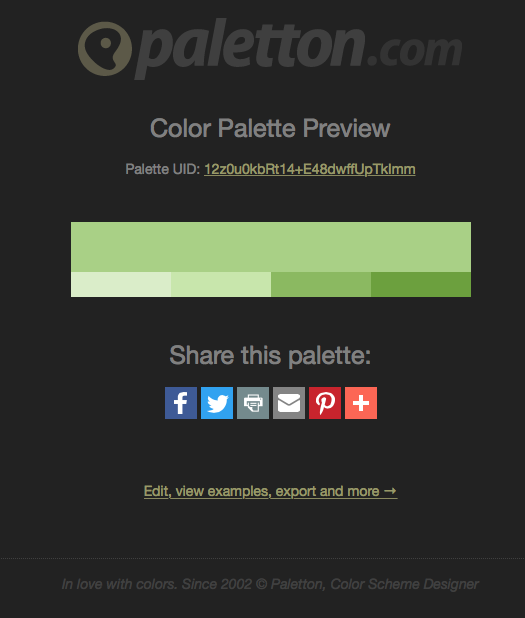 paletton.com
Color Palette Preview
Palette UID: 12z0u0kbRt14+E48dwffUpTkImm
Share this palette:
Edit, view examples, export and more →
In love with colors. Since 2002 © Paletton, Color Scheme Designer